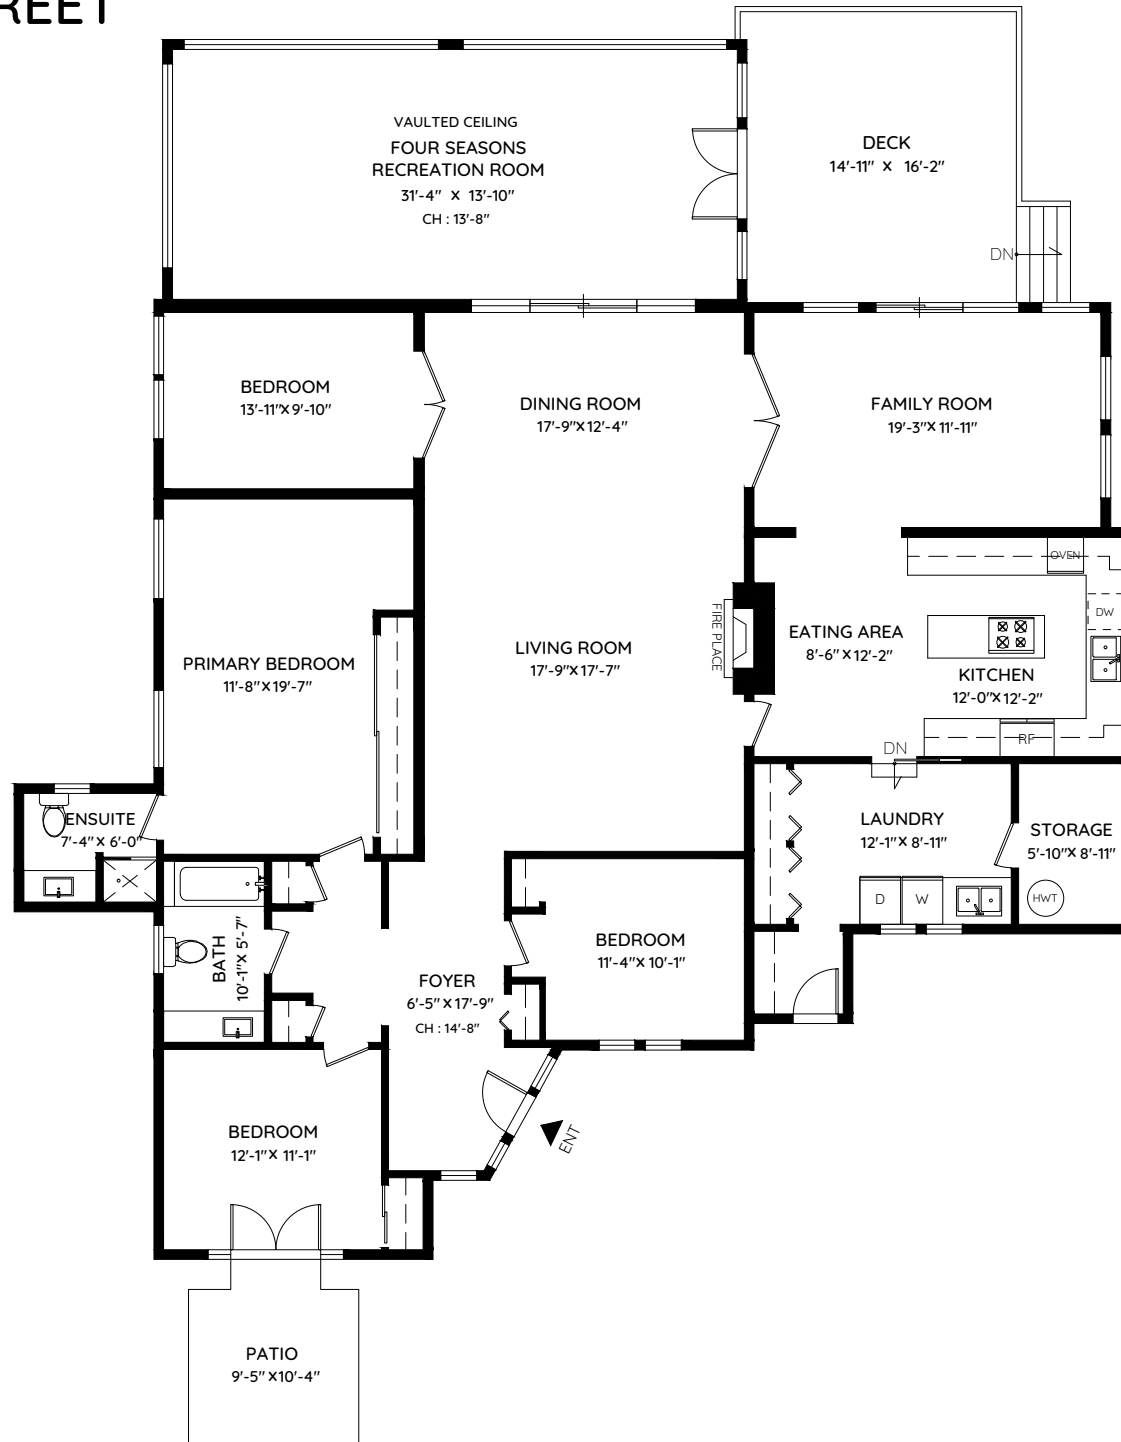 REET
VAULTED CEILING
FOUR SEASONS
RECREATION ROOM
31'-4" X 13'-10"
CH : 13'-8"
DECK
14'-11" X 16'-2"
DN
BEDROOM
13'-11"X 9'-10"
DINING ROOM
17'-9"X 12'-4"
FAMILY ROOM
19'-3"X 11'-11"
OVEN
DW
FIRE PLACE
EATING AREA
8'-6"X 12'-2"
LIVING ROOM
17'-9"X 17'-7"
PRIMARY BEDROOM
11'-8"X 19'-7"
KITCHEN
12'-0"X 12'-2"
RF
DN
ENSUITE
7'-4"X 6'-0"
LAUNDRY
12'-1"X 8'-11"
STORAGE
5'-10"X 8'-11"
D
W
HWT
BATH
10'-1"X 5'-7"
BEDROOM
11'-4"X 10'-1"
FOYER
6'-5"X 17'-9"
CH : 14'-8"
ENT
BEDROOM
12'-1"X 11'-1"
PATIO
9'-5"X 10'-4"